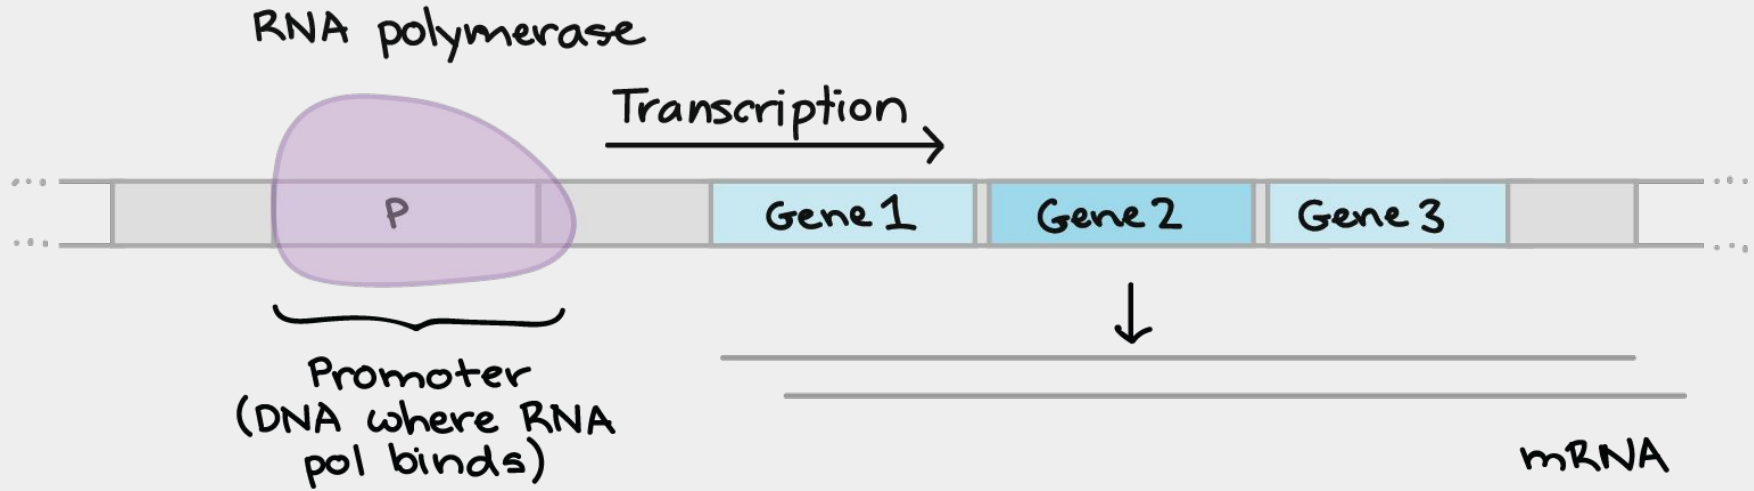 RNA polymerase
Transcription
P
Gene 1
Gene 2
Gene 3
Promoter
(DNA where RNA
pol binds)
mRNA